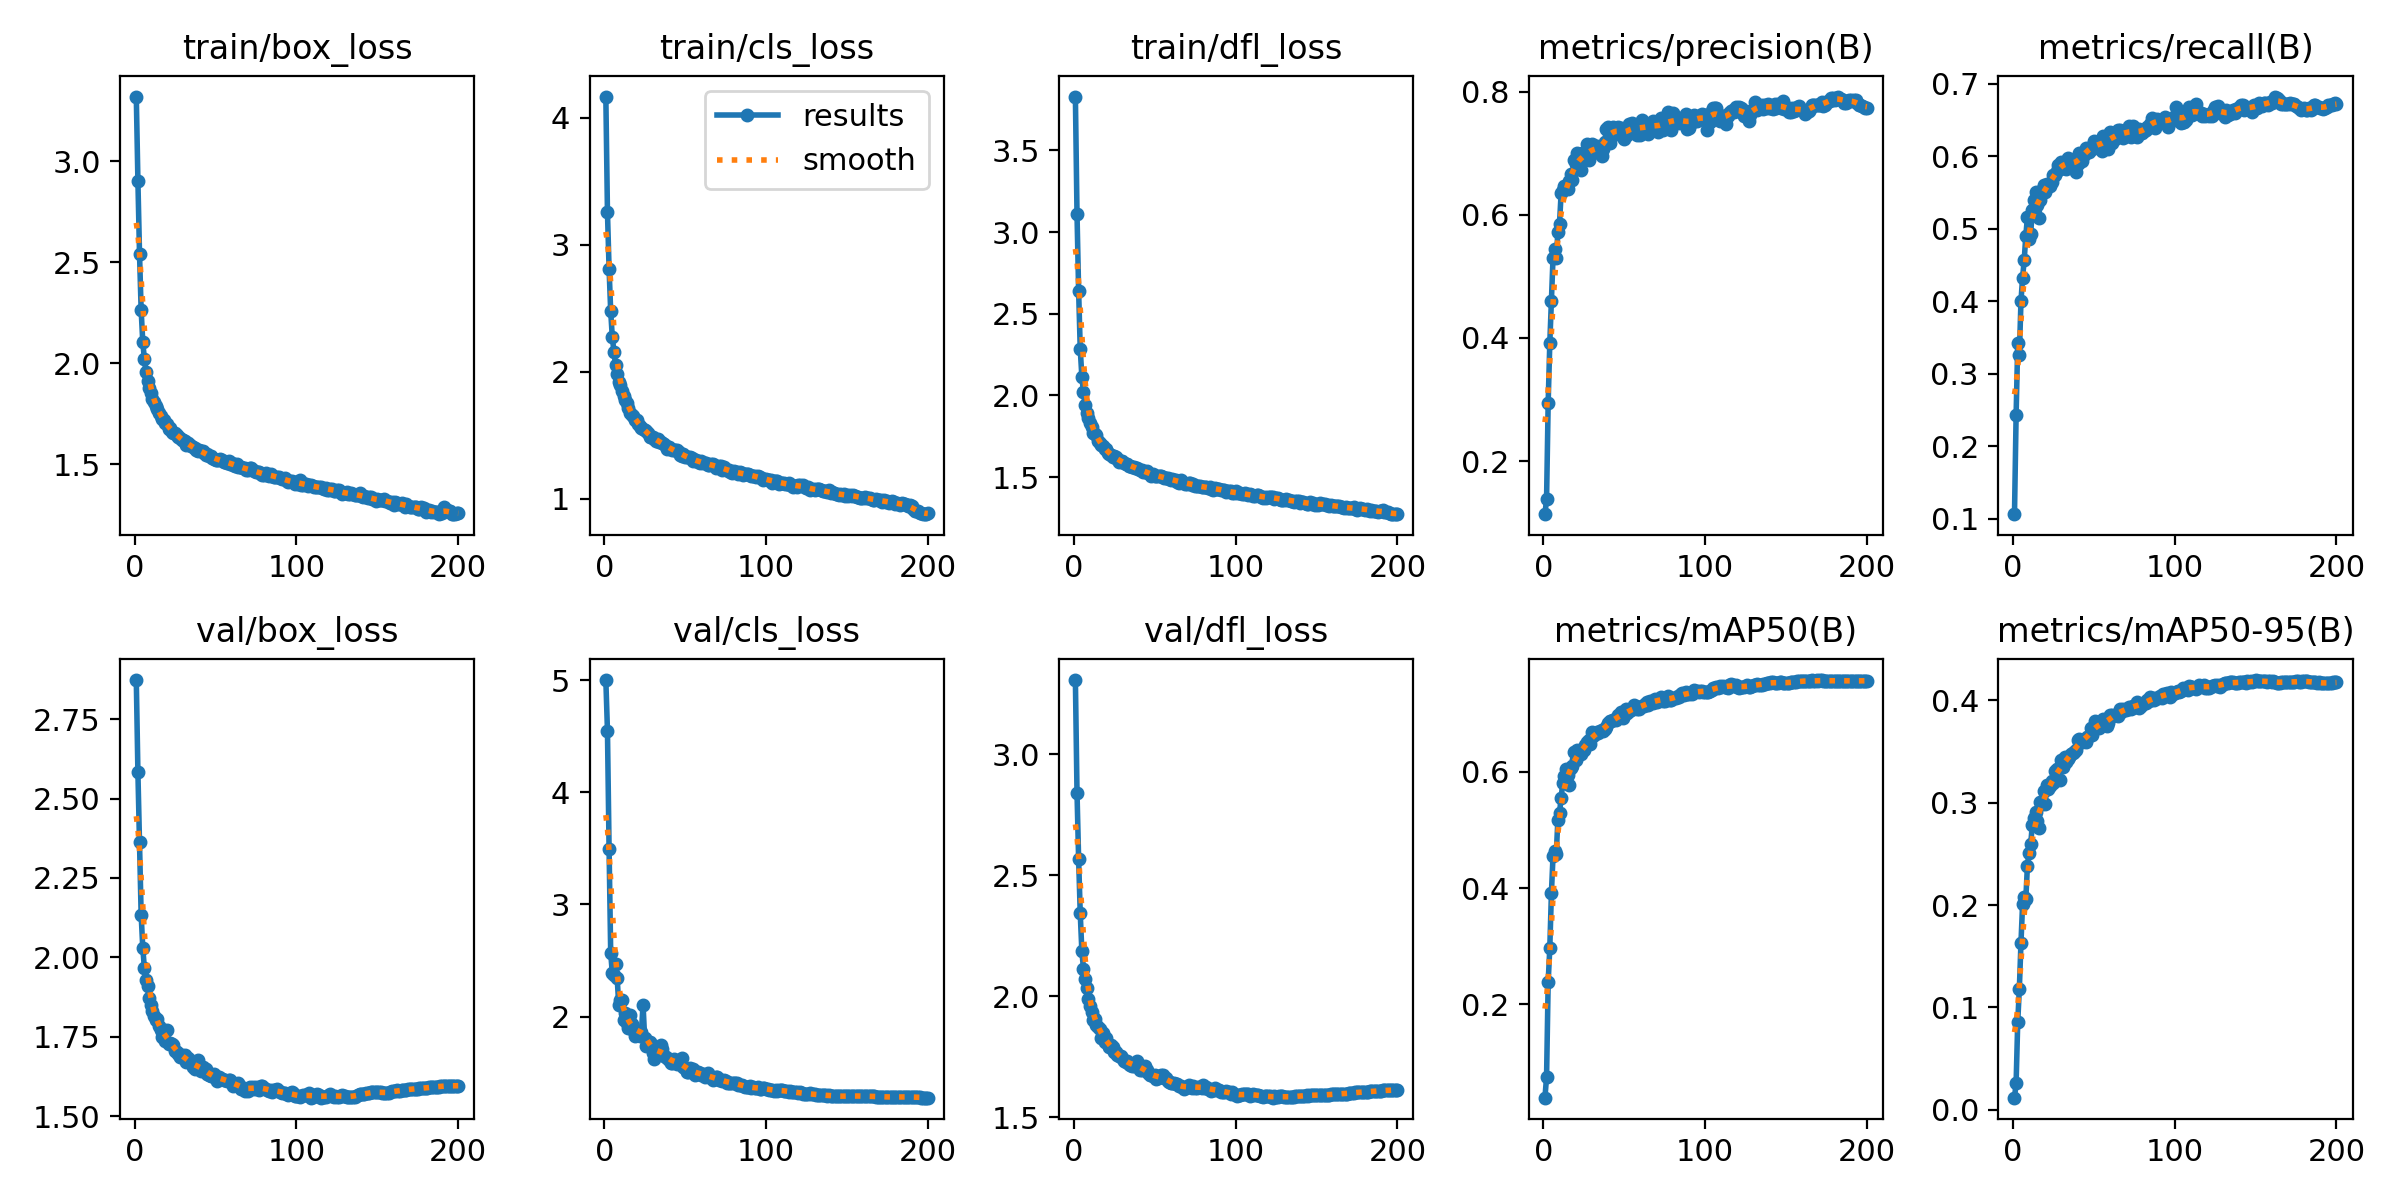 train/box_loss
3.0
2.5
2.0
1.5
0 100 200
train/cls_loss
results
smooth
4
3
2
1
0 100 200
train/dfl_loss
3.5
3.0
2.5
2.0
1.5
0 100 200
metrics/precision(B)
0.8
0.6
0.4
0.2
0 100 200
metrics/recall(B)
0.7
0.6
0.5
0.4
0.3
0.2
0.1
0 100 200
val/box_loss
2.75
2.50
2.25
2.00
1.75
1.50
0 100 200
val/cls_loss
5
4
3
2
0 100 200
val/dfl_loss
3.0
2.5
2.0
1.5
0 100 200
metrics/mAP50(B)
0.6
0.4
0.2
0 100 200
metrics/mAP50-95(B)
0.4
0.3
0.2
0.1
0.0
0 100 200